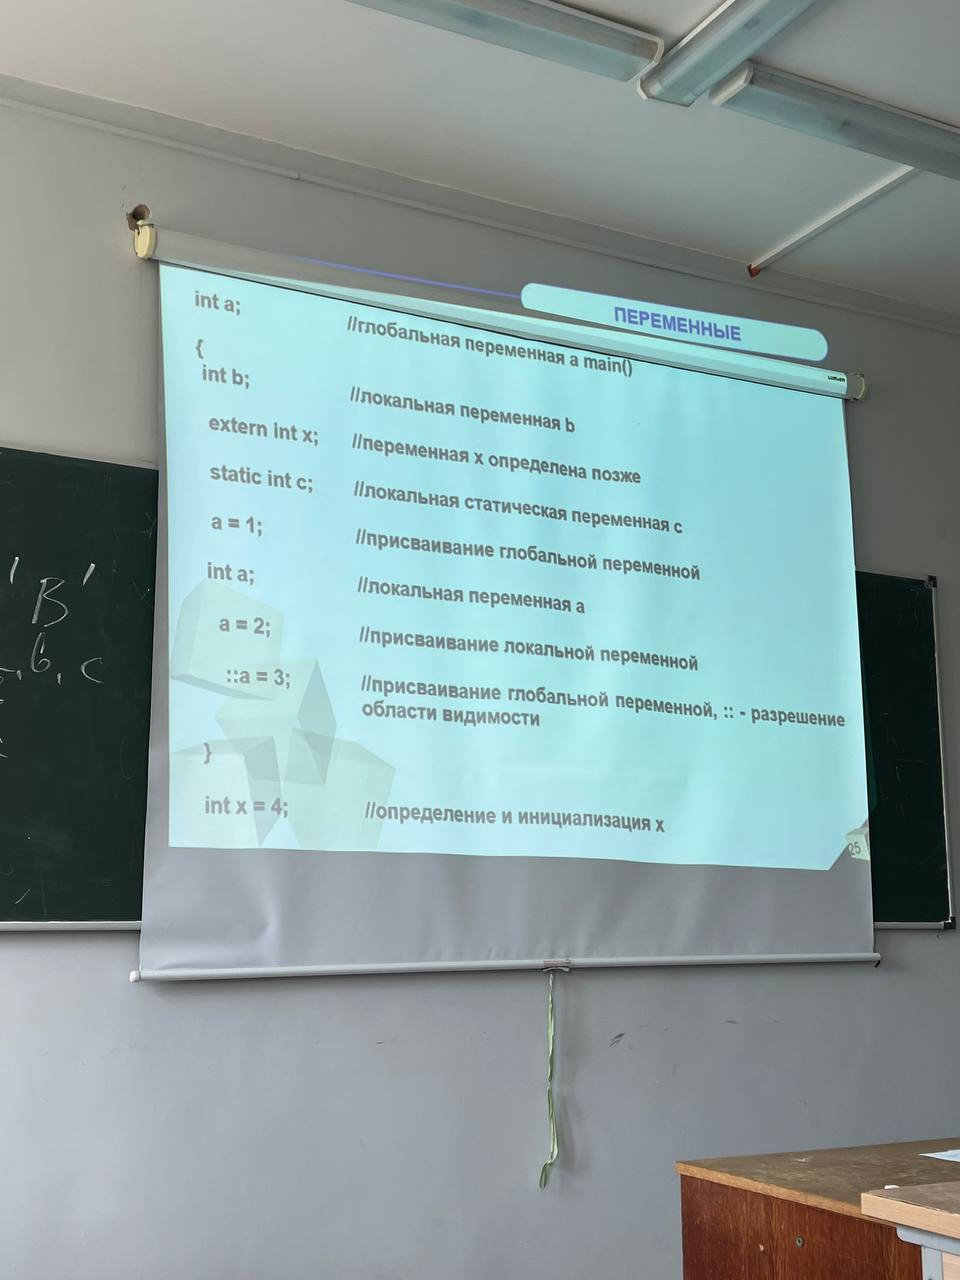 ПЕРЕМЕННЫЕ
int a; //глобальная переменная a main()
{
int b; //локальная переменная b
extern int x; //переменная x определена позже
static int c; //локальная статическая переменная c
a = 1; //присваивание глобальной переменной
int a; //локальная переменная a
a = 2; //присваивание локальной переменной
::a = 3; //присваивание глобальной переменной, :: - разрешение
области видимости
}
int x = 4; //определение и инициализация x
25
Lumien
'B'
6, c